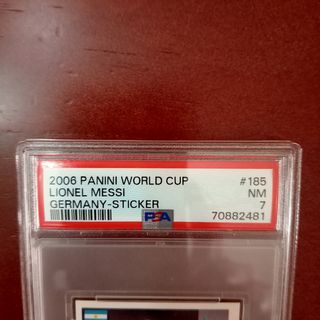 2006 PANINI WORLD CUP #185
LIONEL MESSI NM
GERMANY-STICKER 7
PSA 70882481